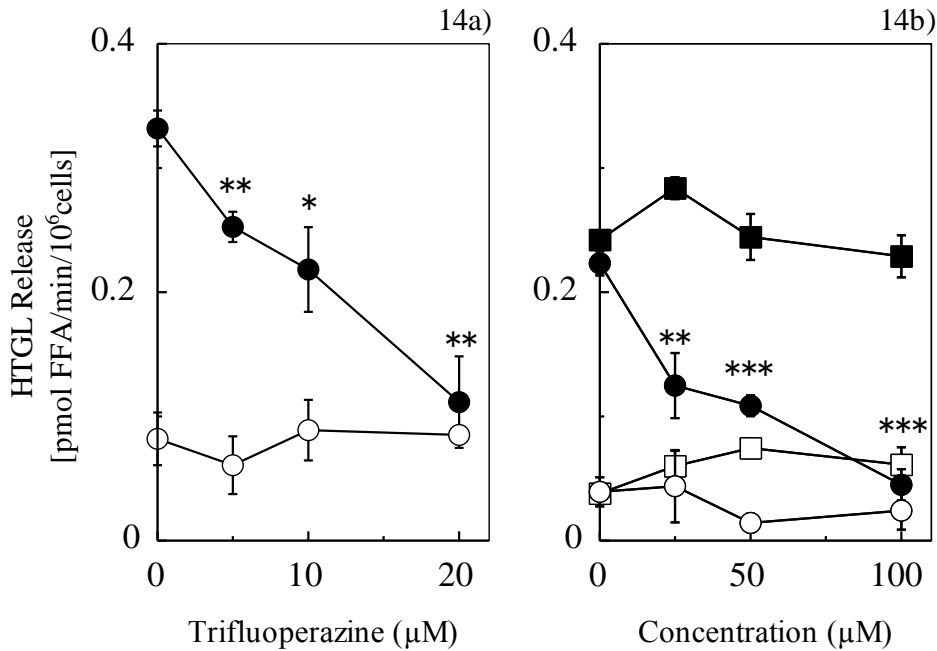 14a)
14b)
HTGL Release
[pmol FFA/min/10⁶cells]
0.4
0.2
0
**
*
**
0 10 20
Trifluoperazine (μM)
0.4
0.2
0
**
***
***
0 50 100
Concentration (μM)